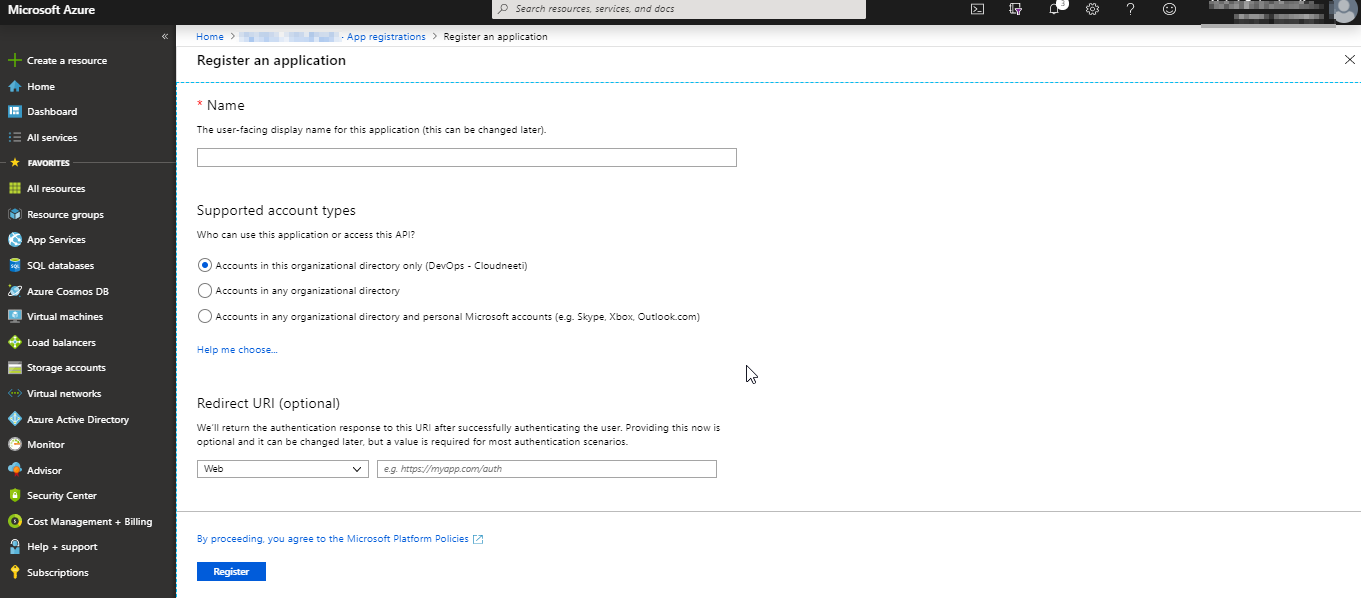 Microsoft Azure
Search resources, services, and docs
3
«
Home > App registrations > Register an application
Register an application
Create a resource
Home
Dashboard
All services
FAVORITES
All resources
Resource groups
App Services
SQL databases
Azure Cosmos DB
Virtual machines
Load balancers
Storage accounts
Virtual networks
Azure Active Directory
Monitor
Advisor
Security Center
Cost Management + Billing
Help + support
Subscriptions
* Name
The user-facing display name for this application (this can be changed later).
Supported account types
Who can use this application or access this API?
Accounts in this organizational directory only (DevOps - Cloudneeti)
Accounts in any organizational directory
Accounts in any organizational directory and personal Microsoft accounts (e.g. Skype, Xbox, Outlook.com)
Help me choose...
Redirect URI (optional)
We'll return the authentication response to this URI after successfully authenticating the user. Providing this now is
optional and it can be changed later, but a value is required for most authentication scenarios.
Web
e.g. https://myapp.com/auth
By proceeding, you agree to the Microsoft Platform Policies
Register